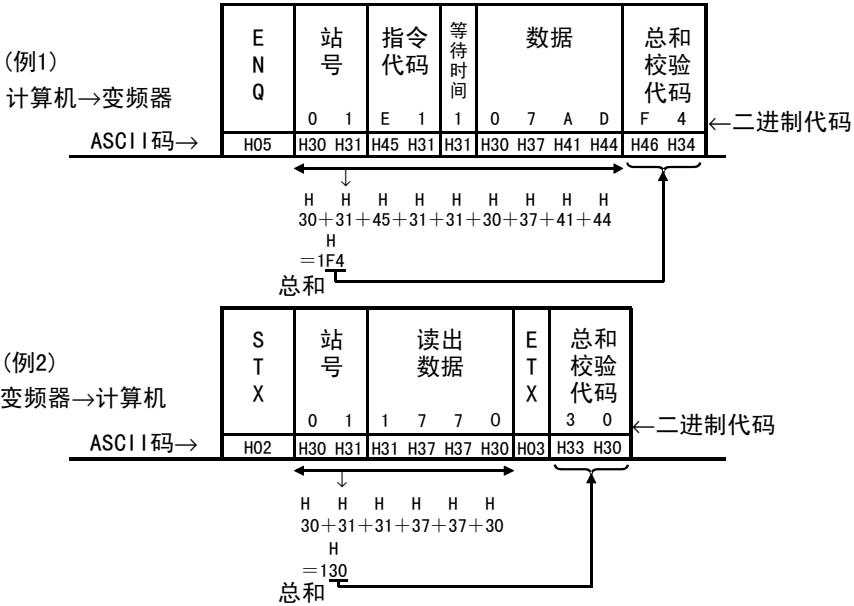 (例1)
计算机→变频器
E
N
Q
站
号
指令
代码
等
待
时
间
数据
总和
校验
代码
0 1 E 1 1 0 7 A D F 4
←二进制代码
ASCII码→
H05 H30 H31 H45 H31 H31 H30 H37 H41 H44 H46 H34
H H H H H H H H H
30+31+45+31+31+30+37+41+44
H
=1F4
总和
(例2)
变频器→计算机
S
T
X
站
号
读出
数据
E
T
X
总和
校验
代码
0 1 1 7 7 0 3 0
←二进制代码
ASCII码→
H02 H30 H31 H31 H37 H37 H30 H03 H33 H30
H H H H H H
30+31+31+37+37+30
H
=130
总和